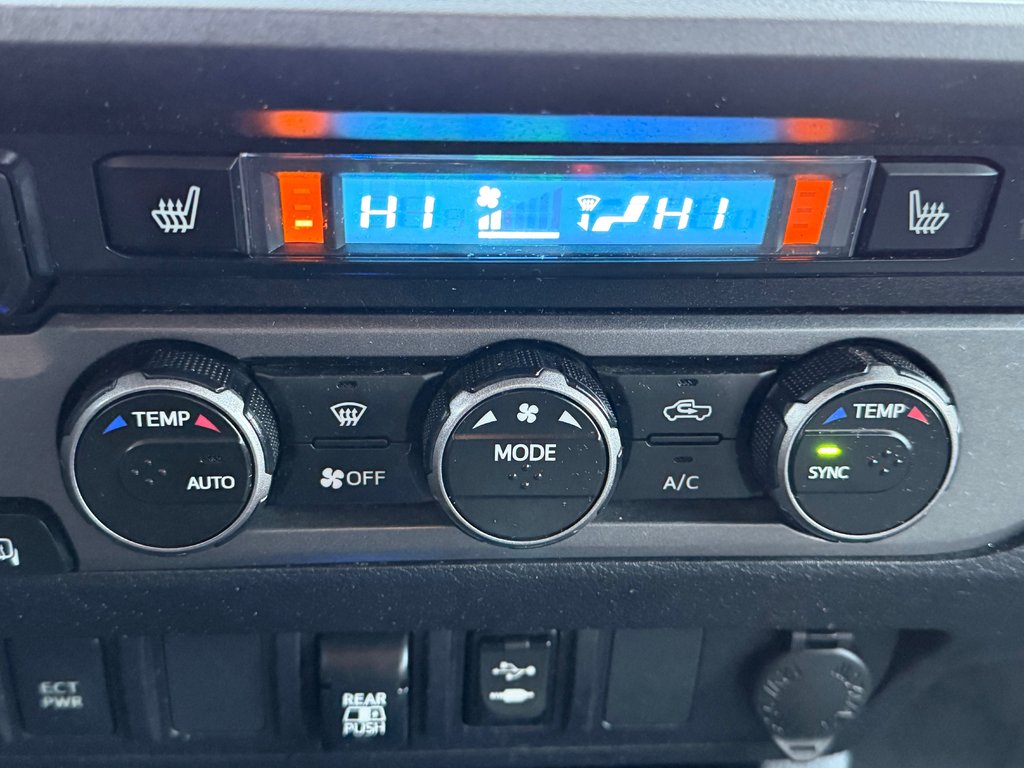 HI HI
TEMP
AUTO
OFF
MODE
A/C
TEMP
SYNC
ECT
PWR
REAR
PUSH